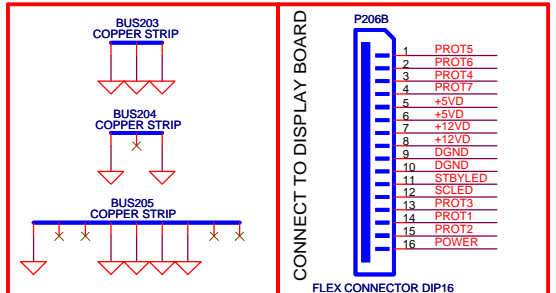 BUS203
COPPER STRIP
BUS204
COPPER STRIP
BUS205
COPPER STRIP
CONNECT TO DISPLAY BOARD
P206B
1 PROT5
2 PROT6
3 PROT4
4 PROT7
5 +5VD
6 +5VD
7 +12VD
8 +12VD
9 DGND
10 DGND
11 STBYLED
12 SCLED
13 PROT3
14 PROT1
15 PROT2
16 POWER
FLEX CONNECTOR DIP16